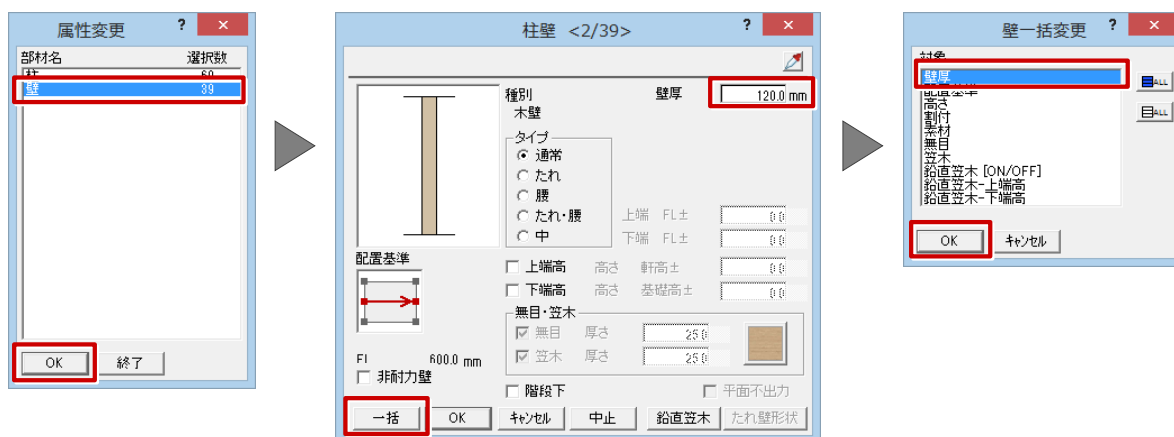 属性変更 ? ×
部材名 選択数
柱 60
壁 39
OK 終了
柱壁 <2/39> ? ×
種別 壁厚 120.0 mm
木壁
タイプ
通常
たれ
腰
たれ・腰 上端 FL± 0.0
中 下端 FL± 0.0
配置基準
上端高 高さ 軒高± 0.0
下端高 高さ 基礎高± 0.0
無目・笠木
無目 厚さ 25.0
笠木 厚さ 25.0
FL 600.0 mm
非耐力壁
階段下 平面不出力
一括 OK キャンセル 中止 鉛直笠木 たれ壁形状
壁一括変更 ? ×
対象
壁厚
配置基準
高さ
割付
素材
無目
笠木
鉛直笠木 [ON/OFF]
鉛直笠木-上端高
鉛直笠木-下端高
ALL
ALL
OK キャンセル